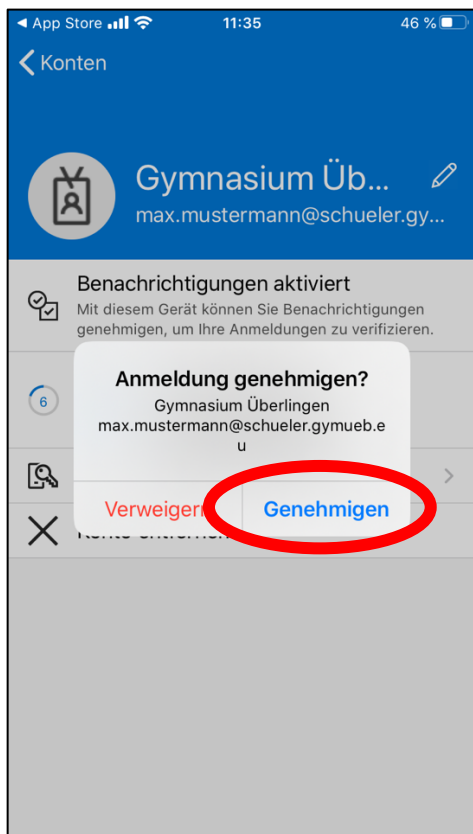 ◀ App Store 11:35 46 %
Konten
Gymnasium Üb...
max.mustermann@schueler.gy...
Benachrichtigungen aktiviert
Mit diesem Gerät können Sie Benachrichtigungen
genehmigen, um Ihre Anmeldungen zu verifizieren.
6
Anmeldung genehmigen?
Gymnasium Überlingen
max.mustermann@schueler.gymueb.e
u
Verweigern Genehmigen